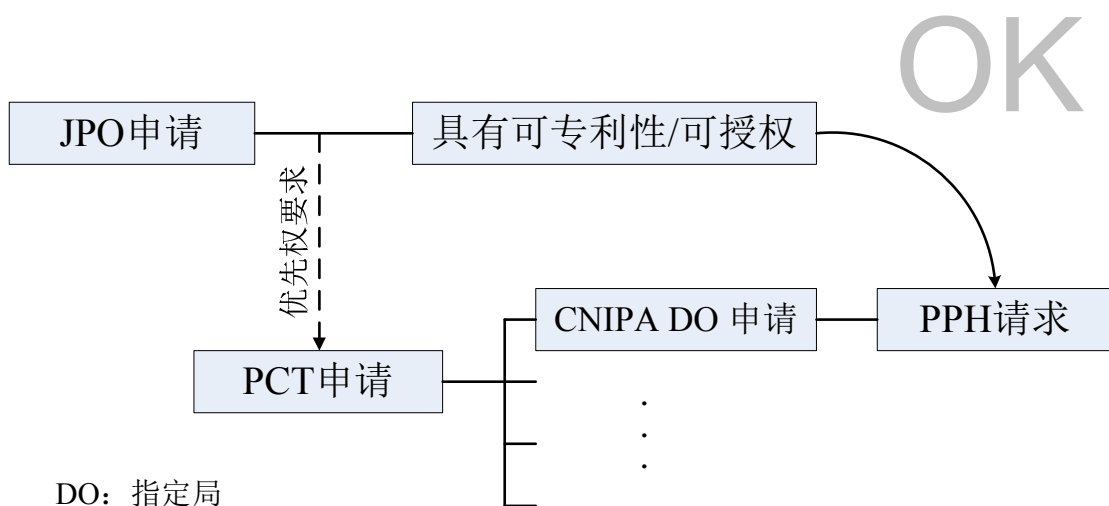 OK
JPO申请
具有可专利性/可授权
优先权要求
CNIPA DO 申请
PPH请求
PCT申请
DO：指定局